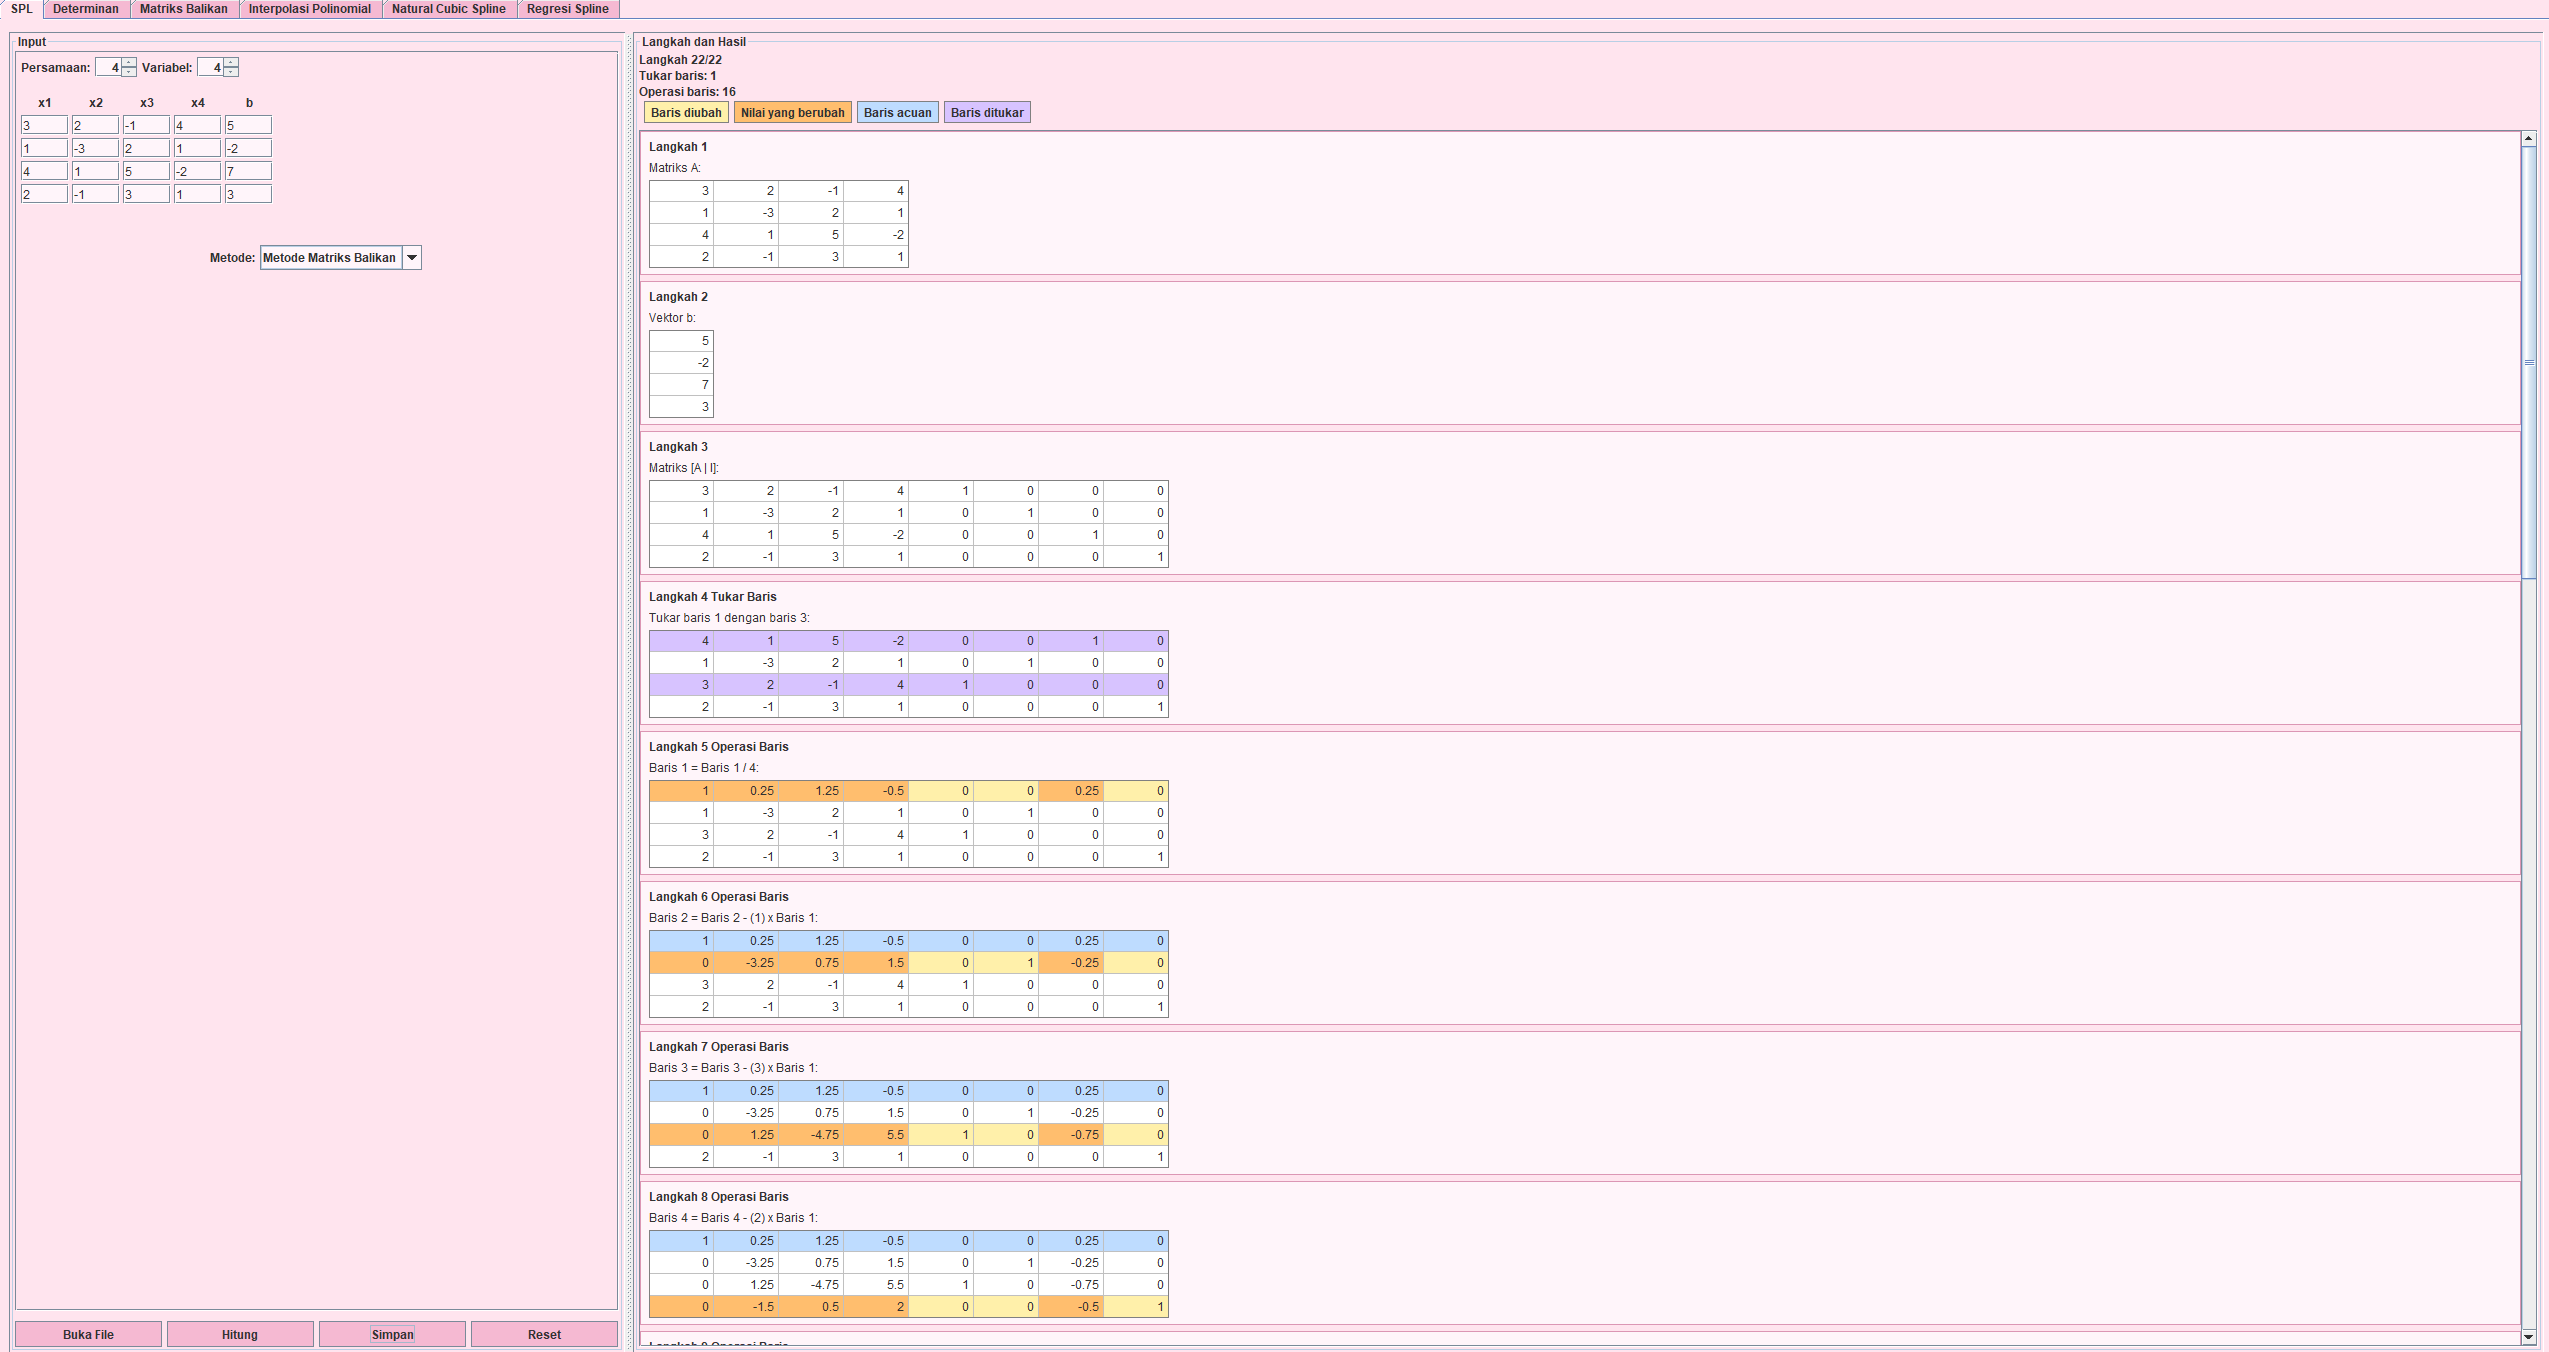 SPL Determinan Matriks Balikan Interpolasi Polinomial Natural Cubic Spline Regresi Spline
Input
Persamaan: 4 Variabel: 4
x1 x2 x3 x4 b
3 2 -1 4 5
1 -3 2 1 -2
4 1 5 -2 7
2 -1 3 1 3
Metode: Metode Matriks Balikan
Buka File Hitung Simpan Reset
Langkah dan Hasil
Langkah 22/22
Tukar baris: 1
Operasi baris: 16
Baris diubah Nilai yang berubah Baris acuan Baris ditukar
Langkah 1
Matriks A:
3 2 -1 4
1 -3 2 1
4 1 5 -2
2 -1 3 1
Langkah 2
Vektor b:
5
-2
7
3
Langkah 3
Matriks [A | I]:
3 2 -1 4 1 0 0 0
1 -3 2 1 0 1 0 0
4 1 5 -2 0 0 1 0
2 -1 3 1 0 0 0 1
Langkah 4 Tukar Baris
Tukar baris 1 dengan baris 3:
4 1 5 -2 0 0 1 0
1 -3 2 1 0 1 0 0
3 2 -1 4 1 0 0 0
2 -1 3 1 0 0 0 1
Langkah 5 Operasi Baris
Baris 1 = Baris 1 / 4:
1 0.25 1.25 -0.5 0 0 0.25 0
1 -3 2 1 0 1 0 0
3 2 -1 4 1 0 0 0
2 -1 3 1 0 0 0 1
Langkah 6 Operasi Baris
Baris 2 = Baris 2 - (1) x Baris 1:
1 0.25 1.25 -0.5 0 0 0.25 0
0 -3.25 0.75 1.5 0 1 -0.25 0
3 2 -1 4 1 0 0 0
2 -1 3 1 0 0 0 1
Langkah 7 Operasi Baris
Baris 3 = Baris 3 - (3) x Baris 1:
1 0.25 1.25 -0.5 0 0 0.25 0
0 -3.25 0.75 1.5 0 1 -0.25 0
0 1.25 -4.75 5.5 1 0 -0.75 0
2 -1 3 1 0 0 0 1
Langkah 8 Operasi Baris
Baris 4 = Baris 4 - (2) x Baris 1:
1 0.25 1.25 -0.5 0 0 0.25 0
0 -3.25 0.75 1.5 0 1 -0.25 0
0 1.25 -4.75 5.5 1 0 -0.75 0
0 -1.5 0.5 2 0 0 -0.5 1